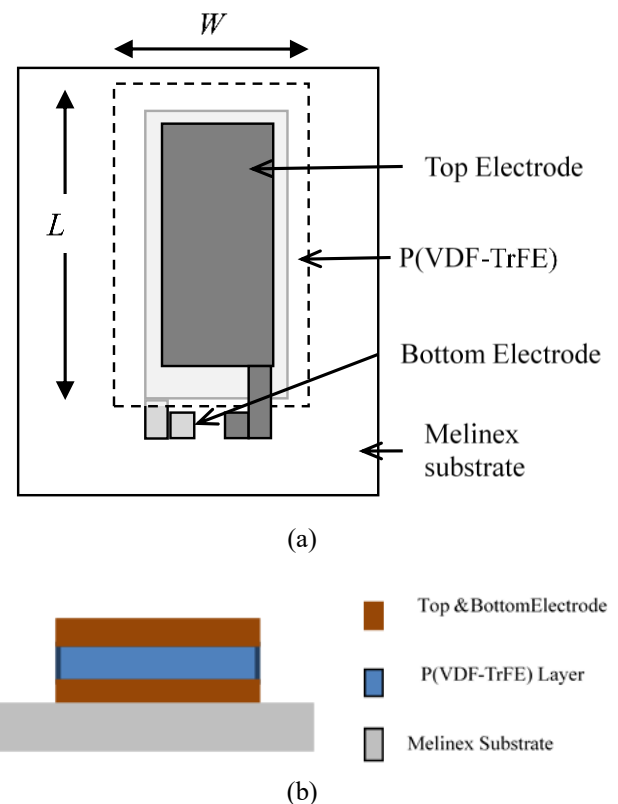 W
L
Top Electrode
P(VDF-TrFE)
Bottom Electrode
Melinex
substrate
(a)
Top &BottomElectrode
P(VDF-TrFE) Layer
Melinex Substrate
(b)